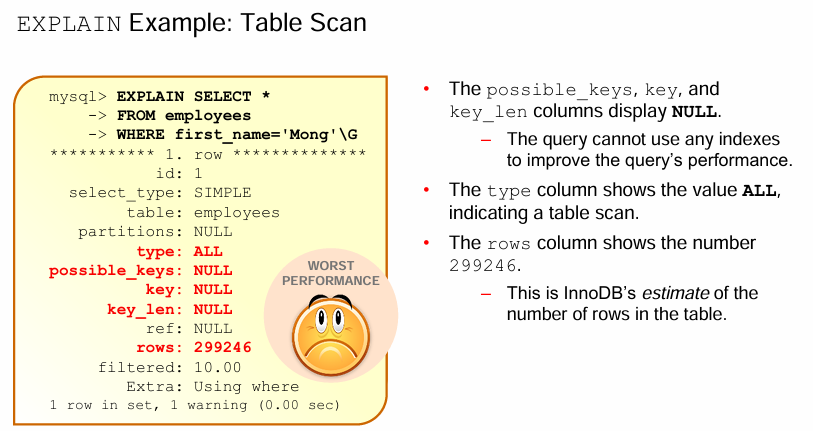 EXPLAIN Example: Table Scan
mysql> EXPLAIN SELECT *
-> FROM employees
-> WHERE first_name='Mong'\G
*********** 1. row **************
id: 1
select_type: SIMPLE
table: employees
partitions: NULL
type: ALL
possible_keys: NULL
key: NULL
key_len: NULL
ref: NULL
rows: 299246
filtered: 10.00
Extra: Using where
1 row in set, 1 warning (0.00 sec)
WORST
PERFORMANCE
• The possible_keys, key, and
key_len columns display NULL.
– The query cannot use any indexes
to improve the query's performance.
• The type column shows the value ALL,
indicating a table scan.
• The rows column shows the number
299246.
– This is InnoDB's estimate of the
number of rows in the table.